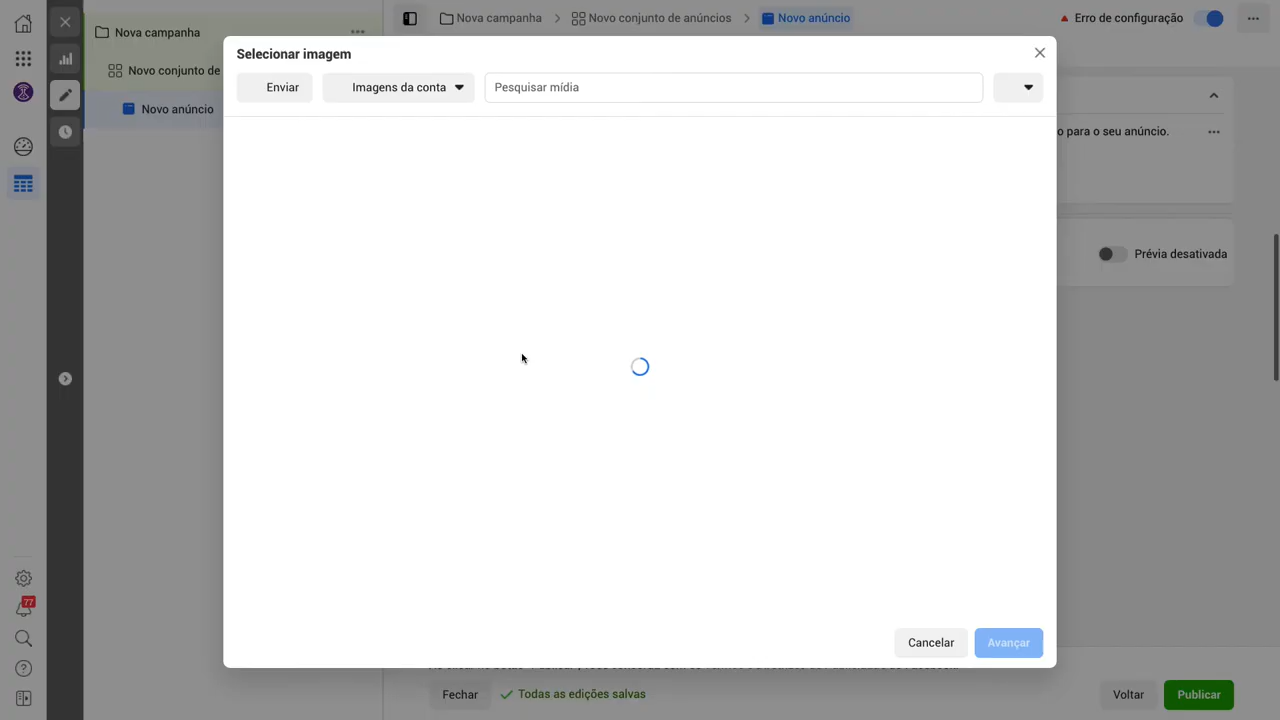 Nova campanha
Nova campanha
Novo conjunto de anúncios
Novo anúncio
Erro de configuração
Selecionar imagem
Novo conjunto de
Enviar
Imagens da conta
Pesquisar mídia
Novo anúncio
o para o seu anúncio.
Prévia desativada
77
Cancelar
Avançar
Fechar
Todas as edições salvas
Voltar
Publicar